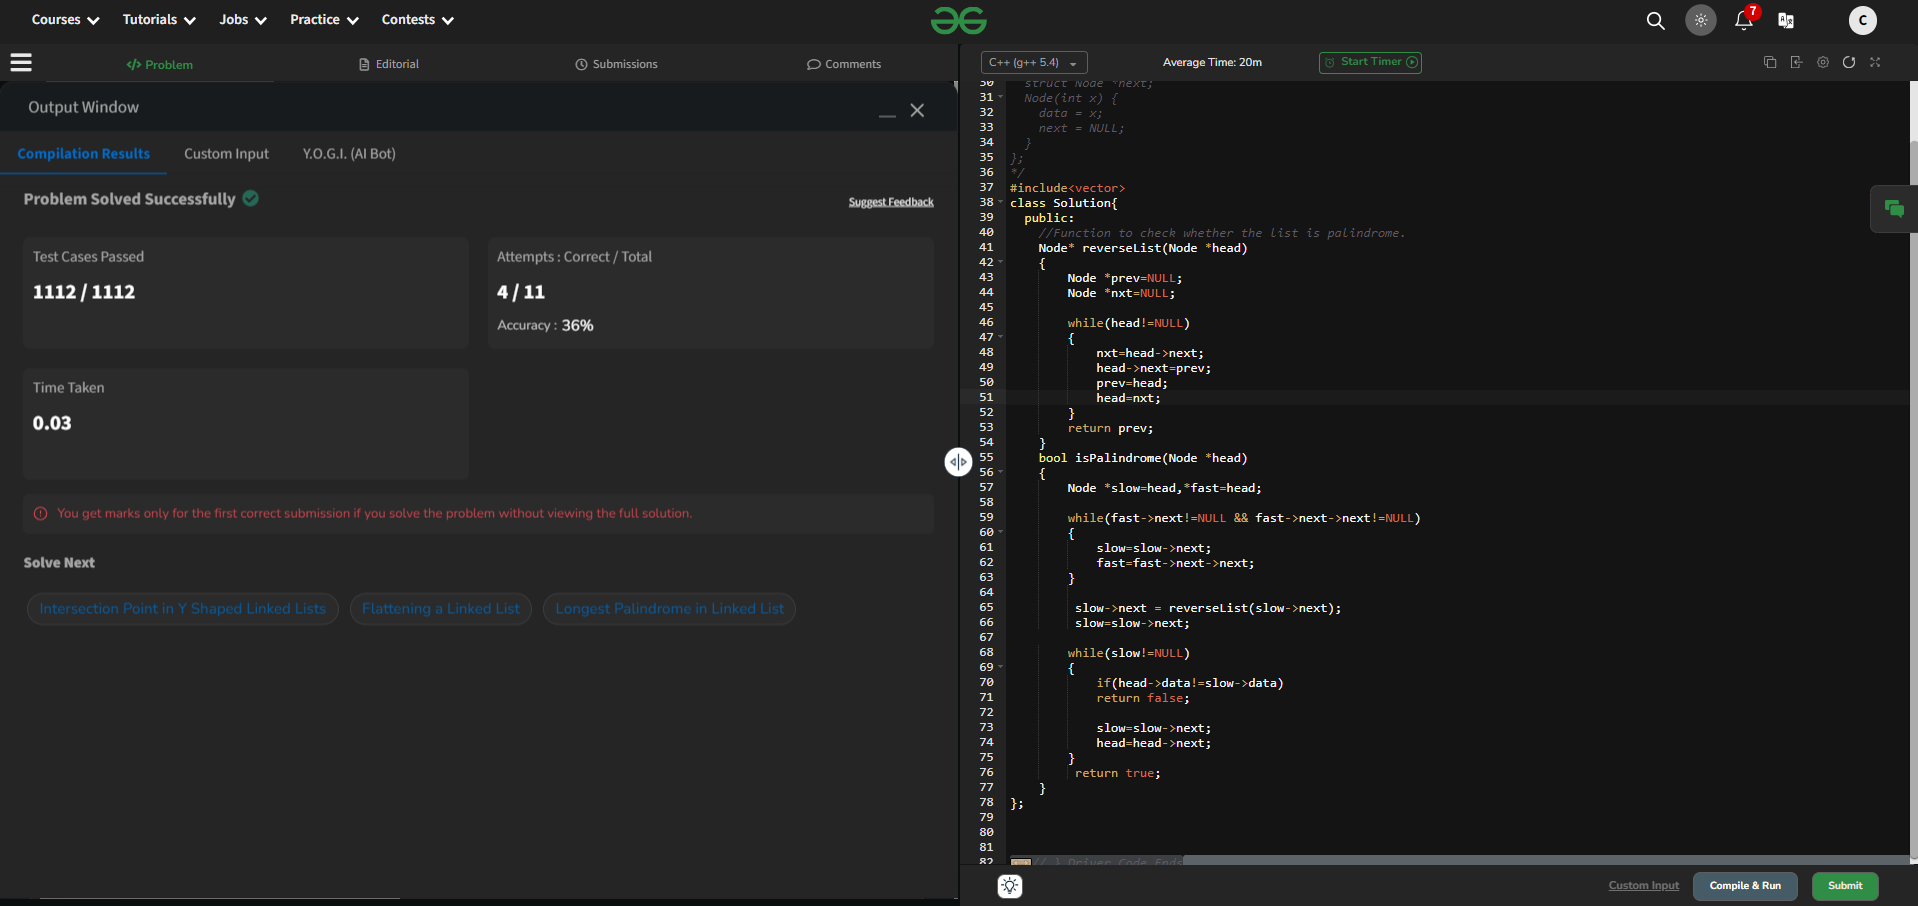 Courses Tutorials Jobs Practice Contests
7
C
Problem Editorial Submissions Comments
C++ (g++ 5.4) Average Time: 20m Start Timer
Output Window
Compilation Results Custom Input Y.O.G.I. (AI Bot)
Problem Solved Successfully
Suggest Feedback
Test Cases Passed
1112 / 1112
Attempts : Correct / Total
4 / 11
Accuracy : 36%
Time Taken
0.03
You get marks only for the first correct submission if you solve the problem without viewing the full solution.
Solve Next
Intersection Point in Y Shaped Linked Lists Flattening a Linked List Longest Palindrome in Linked List
30 struct Node *next;
31 Node(int x) {
32 data = x;
33 next = NULL;
34 }
35 };
36 */
37 #include<vector>
38 class Solution{
39 public:
40 //Function to check whether the list is palindrome.
41 Node* reverseList(Node *head)
42 {
43 Node *prev=NULL;
44 Node *nxt=NULL;
45
46 while(head!=NULL)
47 {
48 nxt=head->next;
49 head->next=prev;
50 prev=head;
51 head=nxt;
52 }
53 return prev;
54 }
55 bool isPalindrome(Node *head)
56 {
57 Node *slow=head,*fast=head;
58
59 while(fast->next!=NULL && fast->next->next!=NULL)
60 {
61 slow=slow->next;
62 fast=fast->next->next;
63 }
64
65 slow->next = reverseList(slow->next);
66 slow=slow->next;
67
68 while(slow!=NULL)
69 {
70 if(head->data!=slow->data)
71 return false;
72
73 slow=slow->next;
74 head=head->next;
75 }
76 return true;
77 }
78 };
79
80
81
82 // } Driver Code Ends
Custom Input Compile & Run Submit